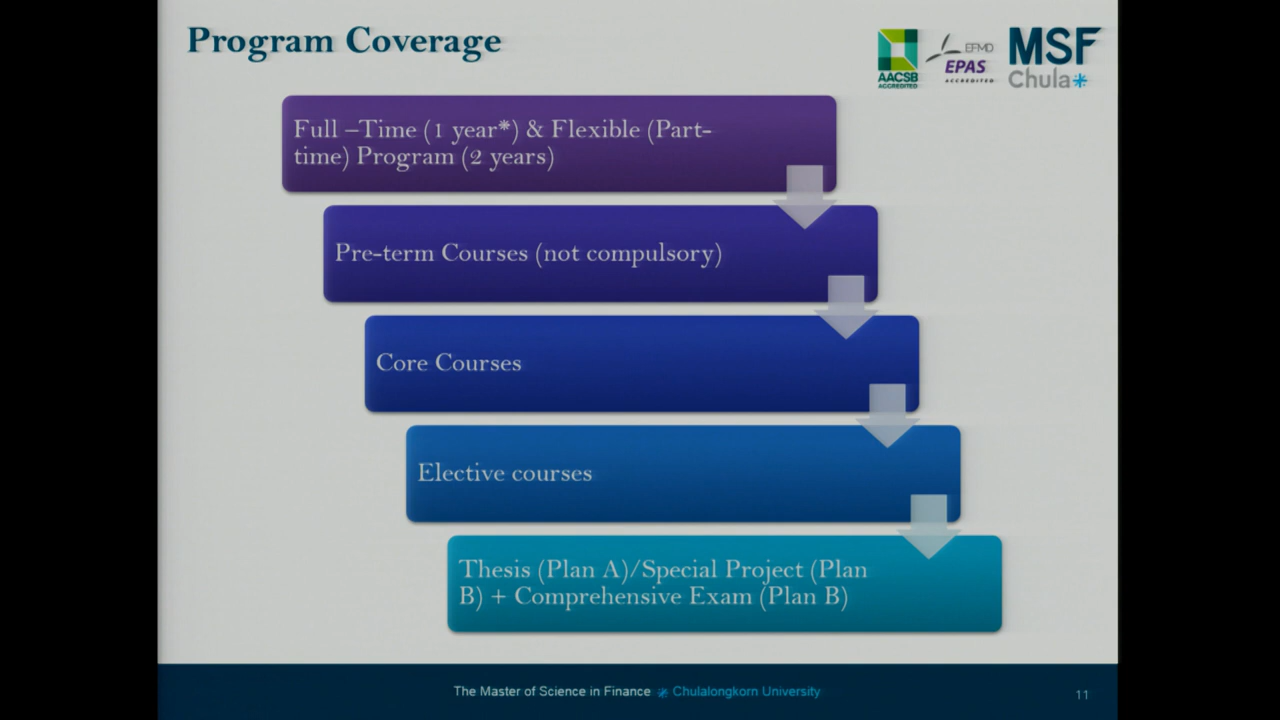 Program Coverage
AACSB
ACCREDITED
EFMD
EPAS
ACCREDITED
MSF
Chula
Full –Time (1 year*) & Flexible (Part-
time) Program (2 years)
Pre-term Courses (not compulsory)
Core Courses
Elective courses
Thesis (Plan A)/Special Project (Plan
B) + Comprehensive Exam (Plan B)
The Master of Science in Finance Chulalongkorn University
11